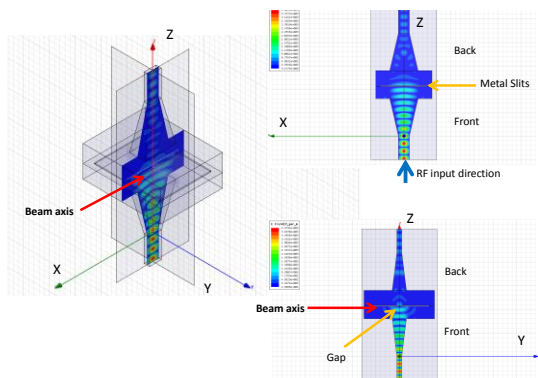 Z
Beam axis
X
Y
Z
Back
Metal Slits
Front
X
RF input direction
Z
Back
Beam axis
Front
Gap
Y